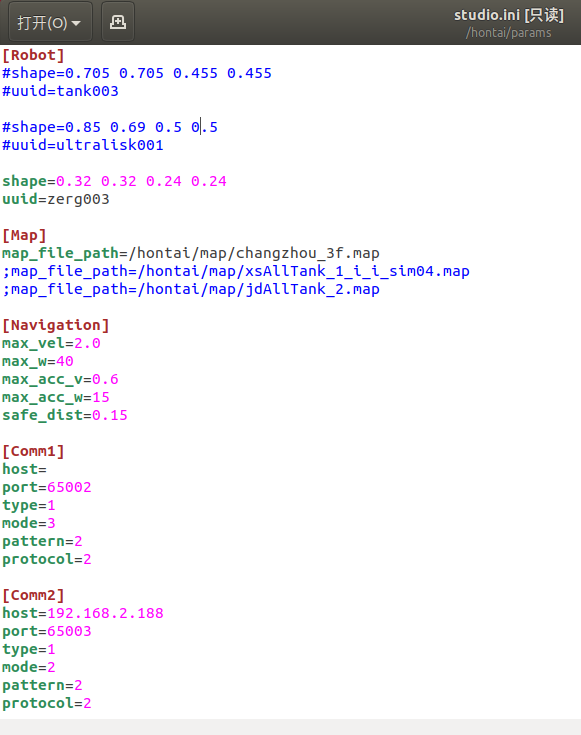 打开(O)
studio.ini [只读]
/hontai/params
[Robot]
#shape=0.705 0.705 0.455 0.455
#uuid=tank003
#shape=0.85 0.69 0.5 0.5
#uuid=ultralisk001
shape=0.32 0.32 0.24 0.24
uuid=zerg003
[Map]
map_file_path=/hontai/map/changzhou_3f.map
;map_file_path=/hontai/map/xsAllTank_1_i_i_sim04.map
;map_file_path=/hontai/map/jdAllTank_2.map
[Navigation]
max_vel=2.0
max_w=40
max_acc_v=0.6
max_acc_w=15
safe_dist=0.15
[Comm1]
host=
port=65002
type=1
mode=3
pattern=2
protocol=2
[Comm2]
host=192.168.2.188
port=65003
type=1
mode=2
pattern=2
protocol=2